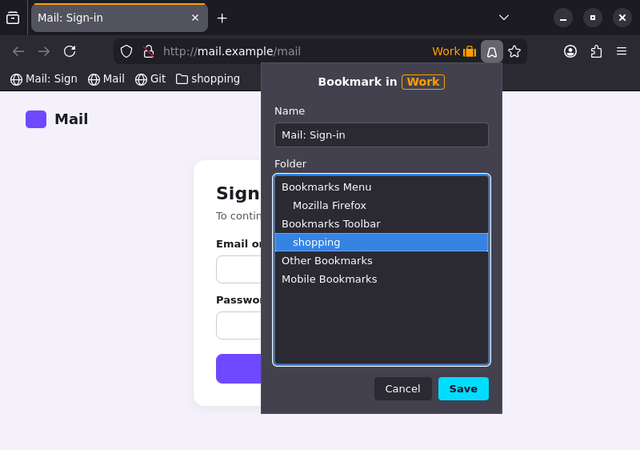 Mail: Sign-in
http://mail.example/mail
Work
Mail: Sign
Mail
Git
shopping
Bookmark in Work
Name
Mail: Sign-in
Folder
Bookmarks Menu
Mozilla Firefox
Bookmarks Toolbar
shopping
Other Bookmarks
Mobile Bookmarks
Cancel
Save
Mail
Sign
To contin
Email or
Passwor